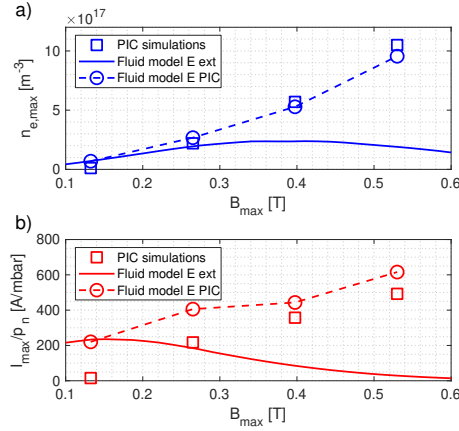 a)
× 10^17
n_e,max [m^-3]
10
5
0
PIC simulations
Fluid model E ext
Fluid model E PIC
0.1 0.2 0.3 0.4 0.5 0.6
B_max [T]
b)
I_max/p_n [A/mbar]
800
600
400
200
0
PIC simulations
Fluid model E ext
Fluid model E PIC
0.1 0.2 0.3 0.4 0.5 0.6
B_max [T]